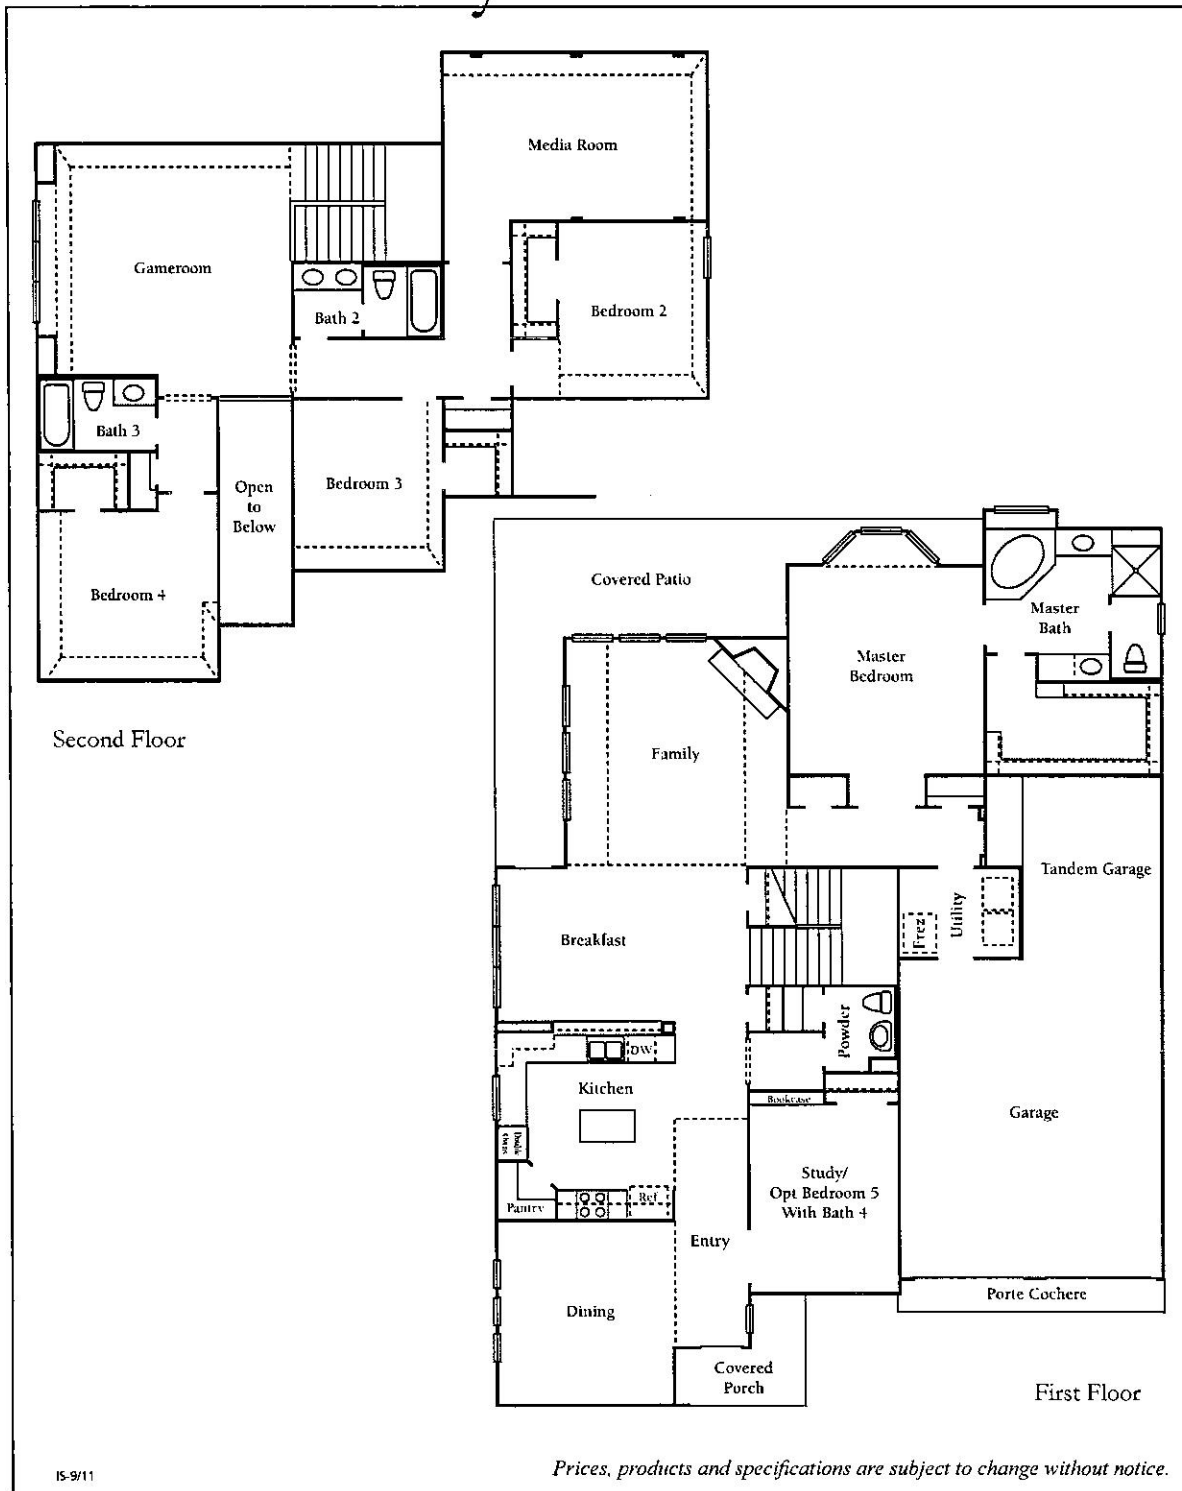 Media Room
Gameroom
Bath 2
Bedroom 2
Bath 3
Bedroom 3
Open
to
Below
Bedroom 4
Second Floor
Covered Patio
Master
Bath
Master
Bedroom
Family
Tandem Garage
Utility
Frez
Breakfast
Powder
DW
Kitchen
Bookcase
Garage
Double
Ovens
Study/
Opt Bedroom 5
With Bath 4
Ref
Pantry
Entry
Porte Cochere
Dining
Covered
Porch
First Floor
IS-9/11
Prices, products and specifications are subject to change without notice.